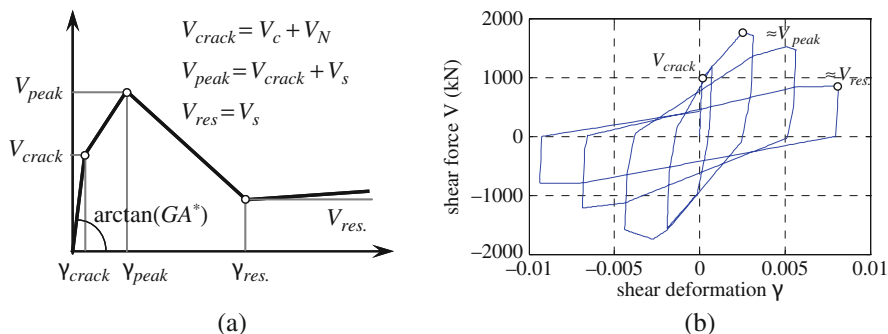 V_crack = V_c + V_N
V_peak = V_crack + V_s
V_res = V_s
V_peak
V_crack
arctan(GA*)
V_res.
γ_crack γ_peak γ_res.
(a)
shear force V (kN)
2000
1000
0
−1000
−2000
V_crack
≈V_peak
≈V_res.
−0.01 −0.005 0 0.005 0.01
shear deformation γ
(b)